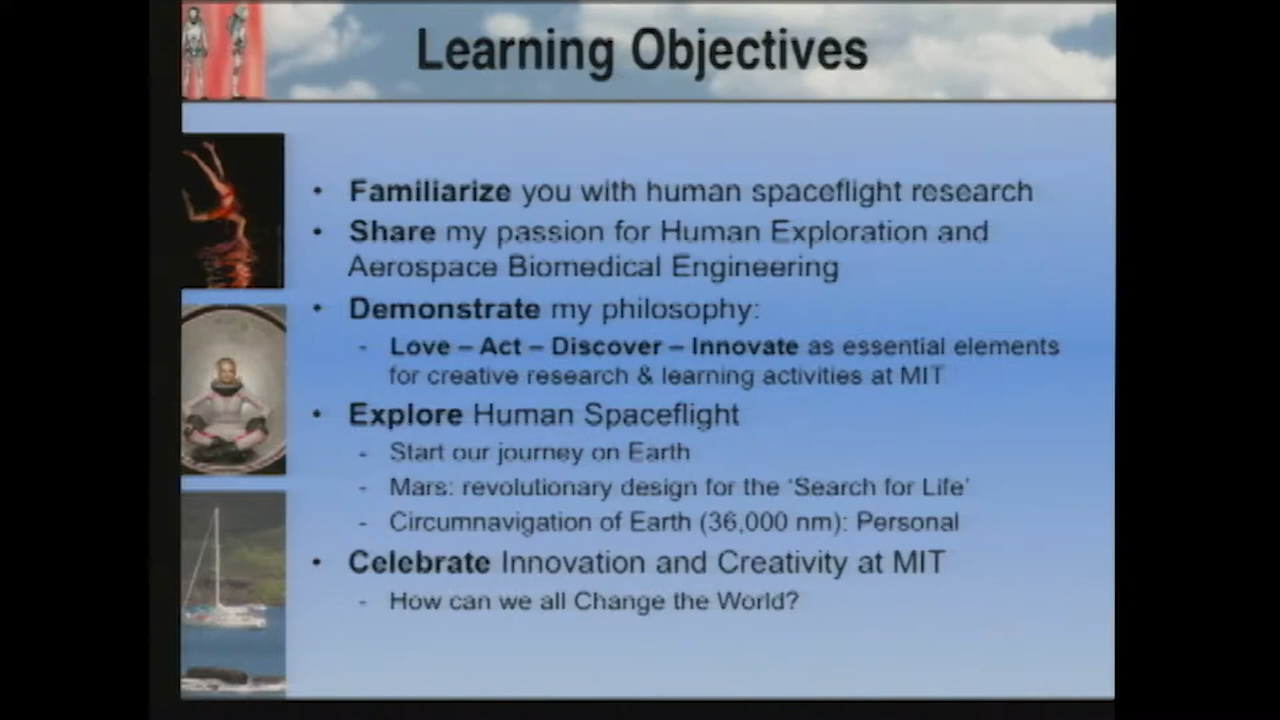 Learning Objectives
• Familiarize you with human spaceflight research
• Share my passion for Human Exploration and
Aerospace Biomedical Engineering
• Demonstrate my philosophy:
- Love – Act – Discover – Innovate as essential elements
for creative research & learning activities at MIT
• Explore Human Spaceflight
- Start our journey on Earth
- Mars: revolutionary design for the ‘Search for Life’
- Circumnavigation of Earth (36,000 nm): Personal
• Celebrate Innovation and Creativity at MIT
- How can we all Change the World?